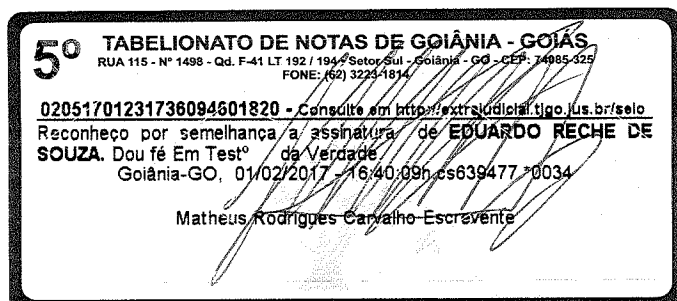 5º TABELIONATO DE NOTAS DE GOIÂNIA - GOIÁS
RUA 115 - Nº 1498 - Qd. F-41 LT 192 / 194 - Setor Sul - Goiânia - GO - CEP: 74085-325
FONE: (62) 3223-1814
02051701231736094601820 - Consulte em http://extrajudicial.tjgo.jus.br/selo
Reconheço por semelhança a assinatura de EDUARDO RECHE DE
SOUZA. Dou fé Em Testº da Verdade.
Goiânia-GO, 01/02/2017 - 16:40:09h cs639477 *0034
Matheus Rodrigues Carvalho-Escrevente